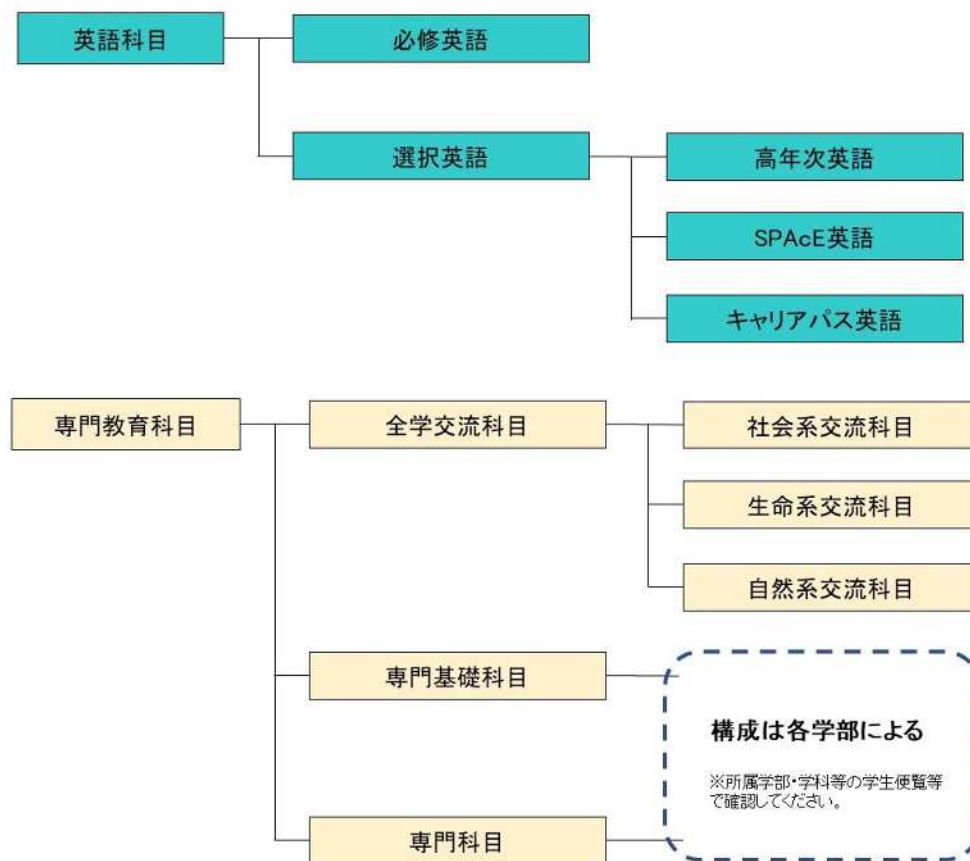 英語科目
必修英語
選択英語
高年次英語
SPAcE英語
キャリアパス英語
専門教育科目
全学交流科目
社会系交流科目
生命系交流科目
自然系交流科目
専門基礎科目
構成は各学部による
※所属学部・学科等の学生便覧等
で確認してください。
専門科目